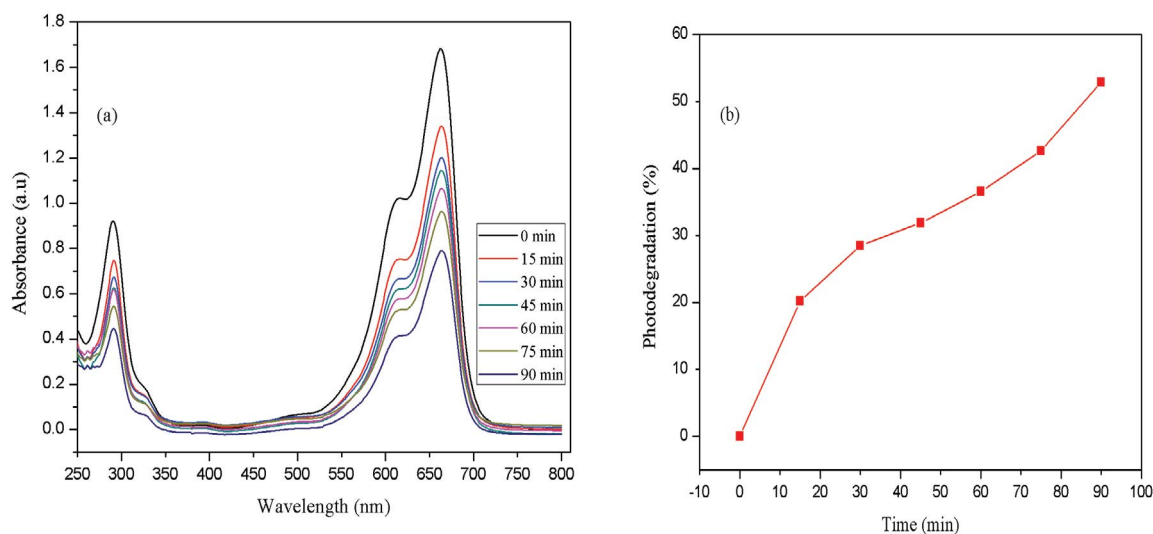 1.8
1.6
1.4
1.2
1.0
0.8
0.6
0.4
0.2
0.0
Absorbance (a.u)
(a)
0 min
15 min
30 min
45 min
60 min
75 min
90 min
250 300 350 400 450 500 550 600 650 700 750 800
Wavelength (nm)
60
50
40
30
20
10
0
Photodegradation (%)
(b)
-10 0 10 20 30 40 50 60 70 80 90 100
Time (min)